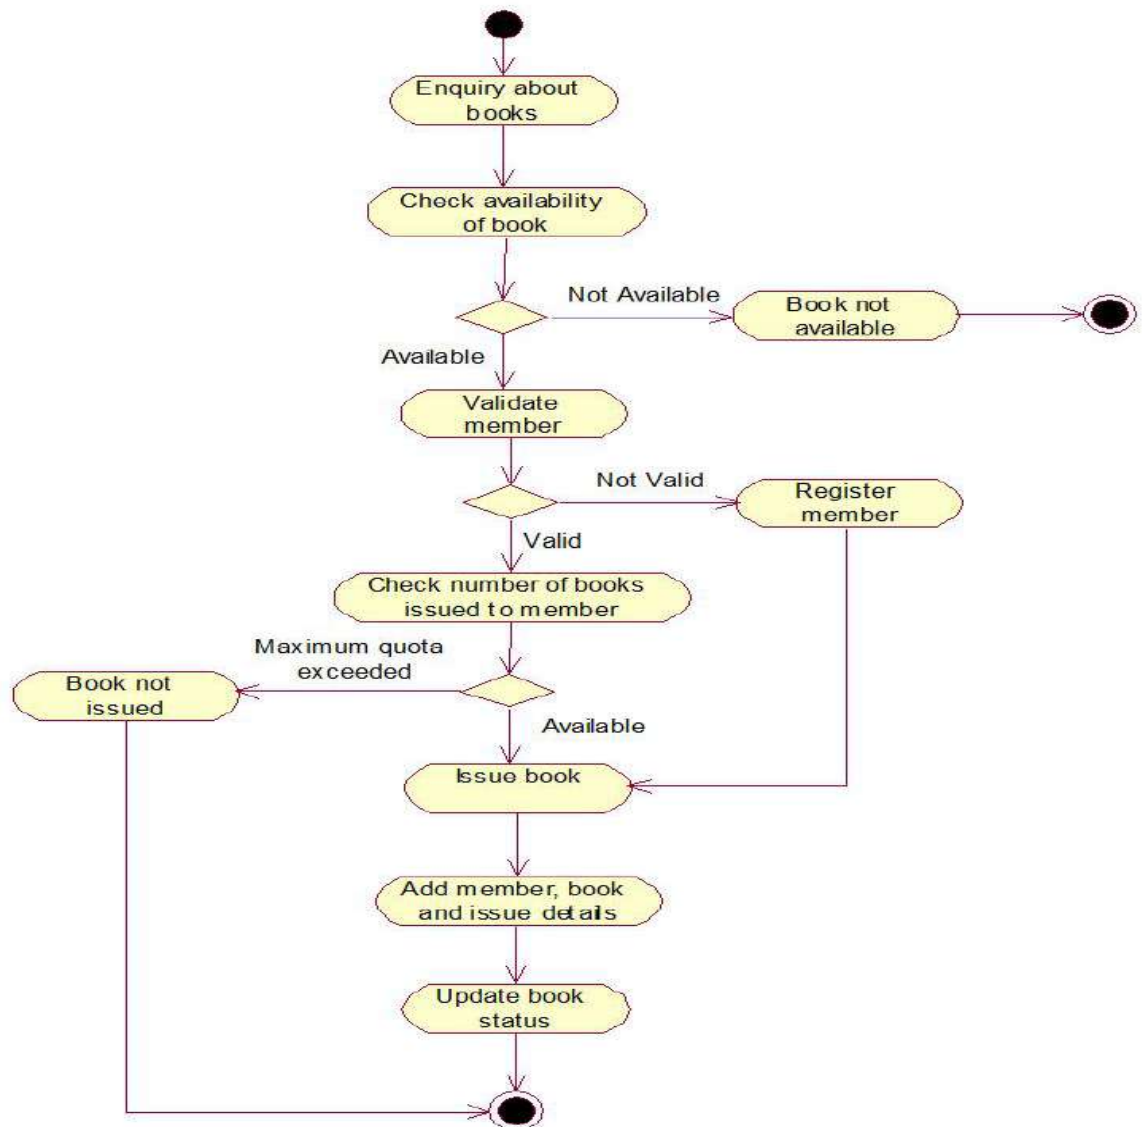 Enquiry about
books
Check availability
of book
Not Available
Book not
available
Available
Validate
member
Not Valid
Register
member
Valid
Check number of books
issued to member
Maximum quota
exceeded
Book not
issued
Available
Issue book
Add member, book
and issue details
Update book
status